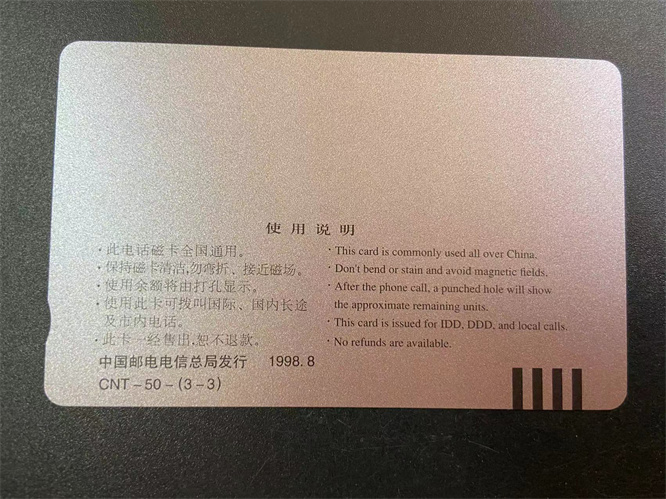 使用说明
·此电话磁卡全国通用。
·保持磁卡清洁,勿弯折、接近磁场。
·使用余额将由打孔显示。
·使用此卡可拨叫国际、国内长途
及市内电话。
·此卡一经售出,恕不退款。
中国邮电电信总局发行 1998.8
CNT-50-(3-3)
·This card is commonly used all over China.
·Don't bend or stain and avoid magnetic fields.
·After the phone call, a punched hole will show
the approximate remaining units.
·This card is issued for IDD, DDD, and local calls.
·No refunds are available.